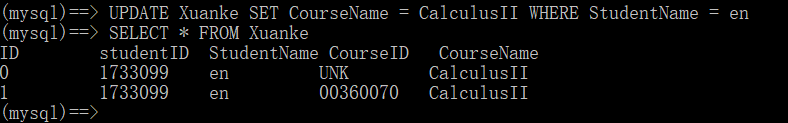 (mysql)==> UPDATE Xuanke SET CourseName = CalculusII WHERE StudentName = en
(mysql)==> SELECT * FROM Xuanke
ID studentID StudentName CourseID CourseName
0 1733099 en UNK CalculusII
1 1733099 en 00360070 CalculusII
(mysql)==>